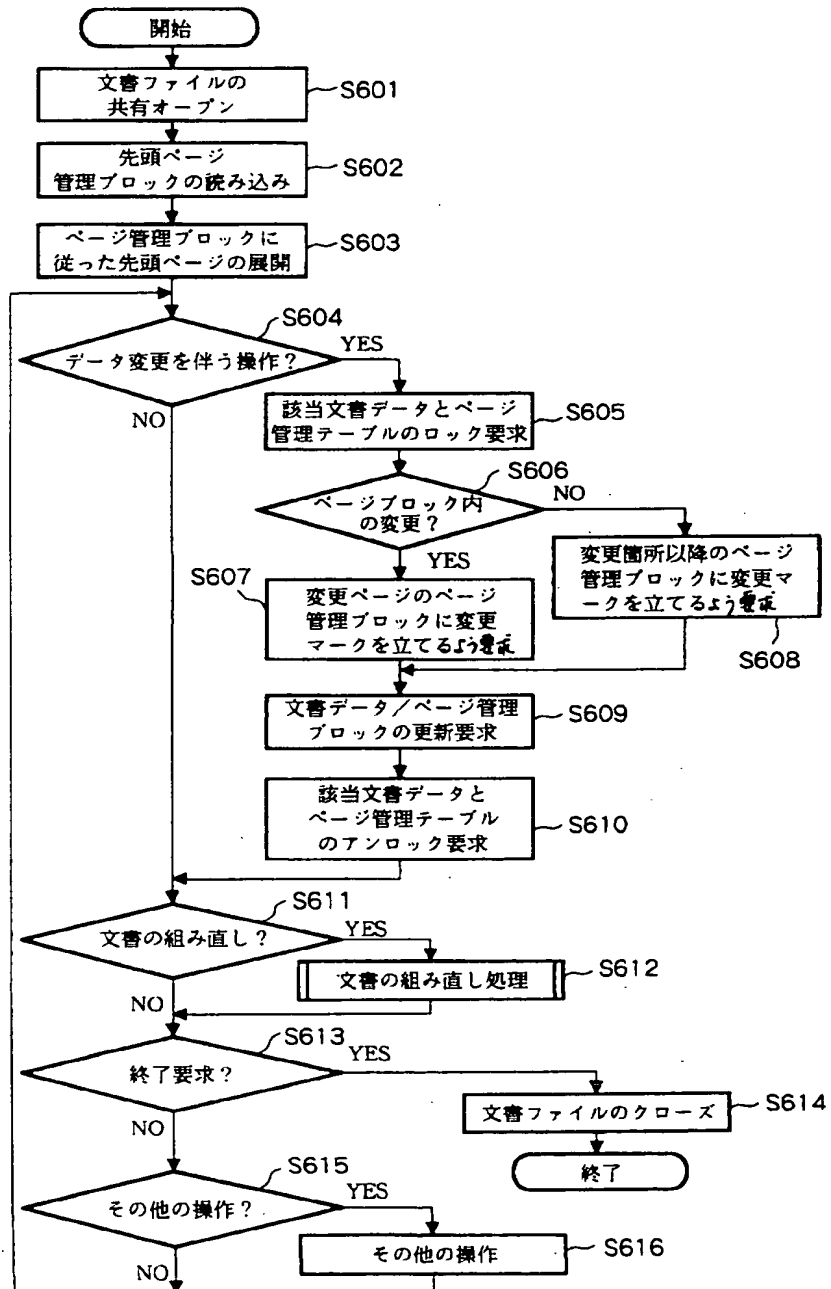 開始
文書ファイルの
共有オープン
S601
先頭ページ
管理ブロックの読み込み
S602
ページ管理ブロックに
従った先頭ページの展開
S603
S604
データ変更を伴う操作?
YES
NO
該当文書データとページ
管理テーブルのロック要求
S605
S606
ページブロック内
の変更?
NO
YES
S607
変更ページのページ
管理ブロックに変更
マークを立てるよう要求
変更箇所以降のページ
管理ブロックに変更マ
ークを立てるよう要求
S608
文書データ/ページ管理
ブロックの更新要求
S609
該当文書データと
ページ管理テーブル
のアンロック要求
S610
S611
文書の組み直し?
YES
NO
文書の組み直し処理
S612
S613
終了要求?
YES
NO
文書ファイルのクローズ
S614
終了
S615
その他の操作?
YES
NO
その他の操作
S616